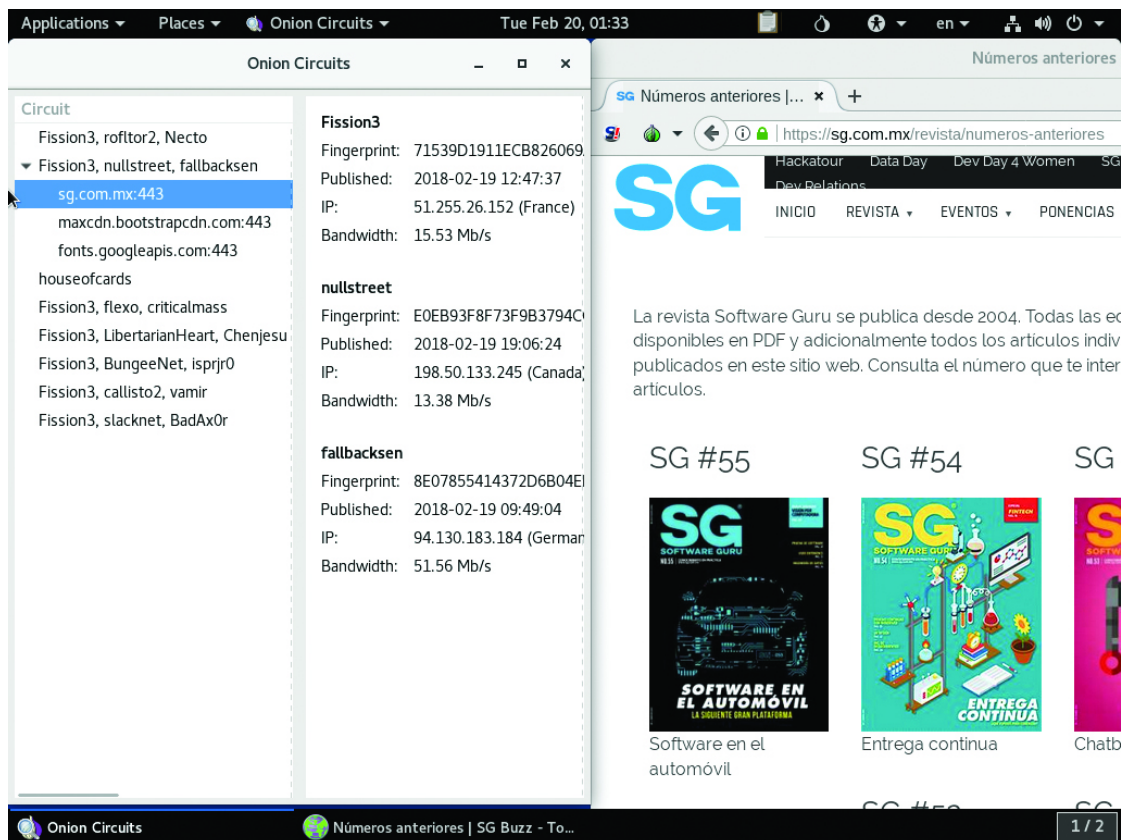 Applications Places Onion Circuits Tue Feb 20, 01:33 en
Onion Circuits
Circuit
Fission3, rofltor2, Necto
Fission3, nullstreet, fallbacksen
sg.com.mx:443
maxcdn.bootstrapcdn.com:443
fonts.googleapis.com:443
houseofcards
Fission3, flexo, criticalmass
Fission3, LibertarianHeart, Chenjesu
Fission3, BungeeNet, isprjr0
Fission3, callisto2, vamir
Fission3, slacknet, BadAx0r
Fission3
Fingerprint: 71539D1911ECB826069
Published: 2018-02-19 12:47:37
IP: 51.255.26.152 (France)
Bandwidth: 15.53 Mb/s
nullstreet
Fingerprint: E0EB93F8F73F9B3794C
Published: 2018-02-19 19:06:24
IP: 198.50.133.245 (Canada)
Bandwidth: 13.38 Mb/s
fallbacksen
Fingerprint: 8E07855414372D6B04E
Published: 2018-02-19 09:49:04
IP: 94.130.183.184 (German
Bandwidth: 51.56 Mb/s
Números anteriores
SG Números anteriores |...
https://sg.com.mx/revista/numeros-anteriores
SG
Hackatour Data Day Dev Day 4 Women SG
Dev Relations
INICIO REVISTA EVENTOS PONENCIAS
La revista Software Guru se publica desde 2004. Todas las ed
disponibles en PDF y adicionalmente todos los artículos indiv
publicados en este sitio web. Consulta el número que te inter
artículos.
SG #55 SG #54 SG
SG
SOFTWARE GURU
NO.55
SOFTWARE EN
EL AUTOMÓVIL
LA SIGUIENTE GRAN PLATAFORMA
Software en el
automóvil
SG
SOFTWARE GURU
NO.54
FINTECH
ENTREGA
CONTINUA
Entrega continua
Chatb
Onion Circuits
Números anteriores | SG Buzz - To...
1 / 2